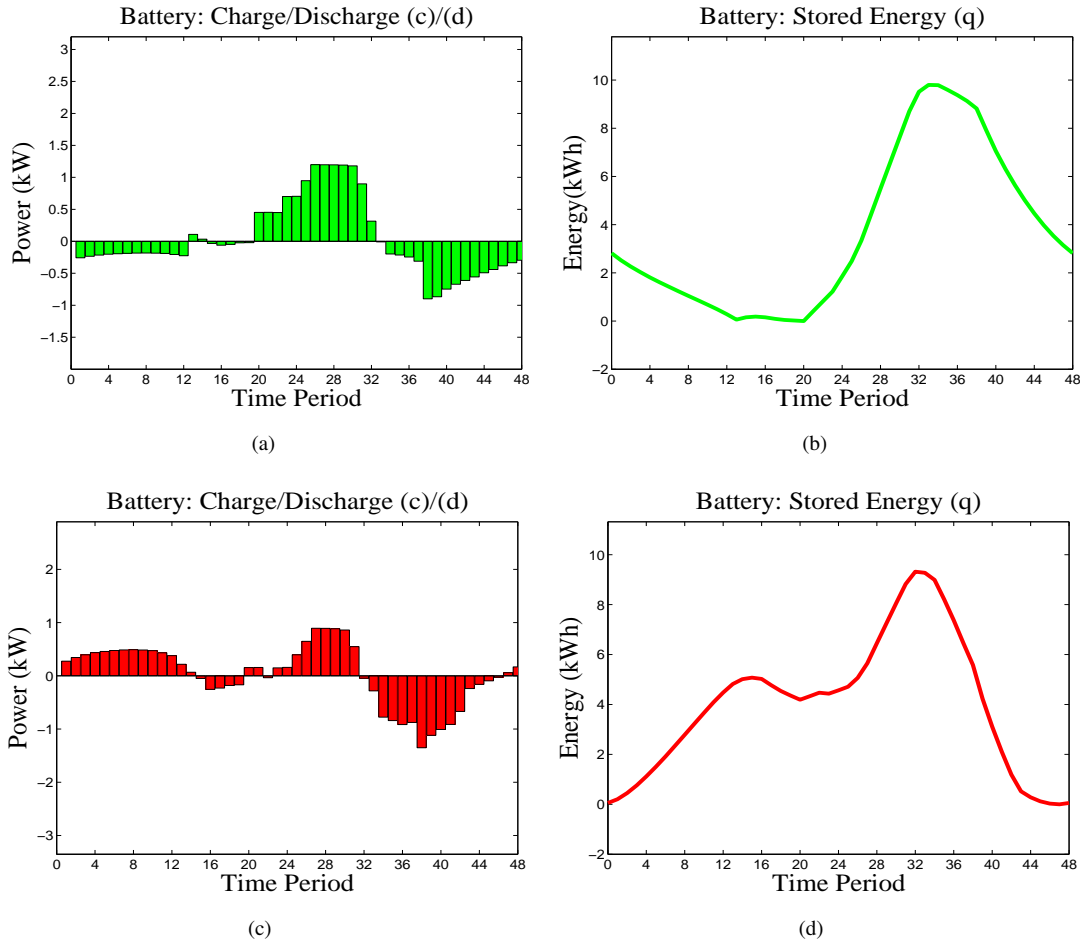 Battery: Charge/Discharge (c)/(d)
3
2.5
2
1.5
1
0.5
0
−0.5
−1
−1.5
Power (kW)
0 4 8 12 16 20 24 28 32 36 40 44 48
Time Period
(a)
Battery: Stored Energy (q)
10
8
6
4
2
0
−2
Energy(kWh)
0 4 8 12 16 20 24 28 32 36 40 44 48
Time Period
(b)
Battery: Charge/Discharge (c)/(d)
2
1
0
−1
−2
−3
Power (kW)
0 4 8 12 16 20 24 28 32 36 40 44 48
Time Period
(c)
Battery: Stored Energy (q)
10
8
6
4
2
0
−2
Energy (kWh)
0 4 8 12 16 20 24 28 32 36 40 44 48
Time Period
(d)